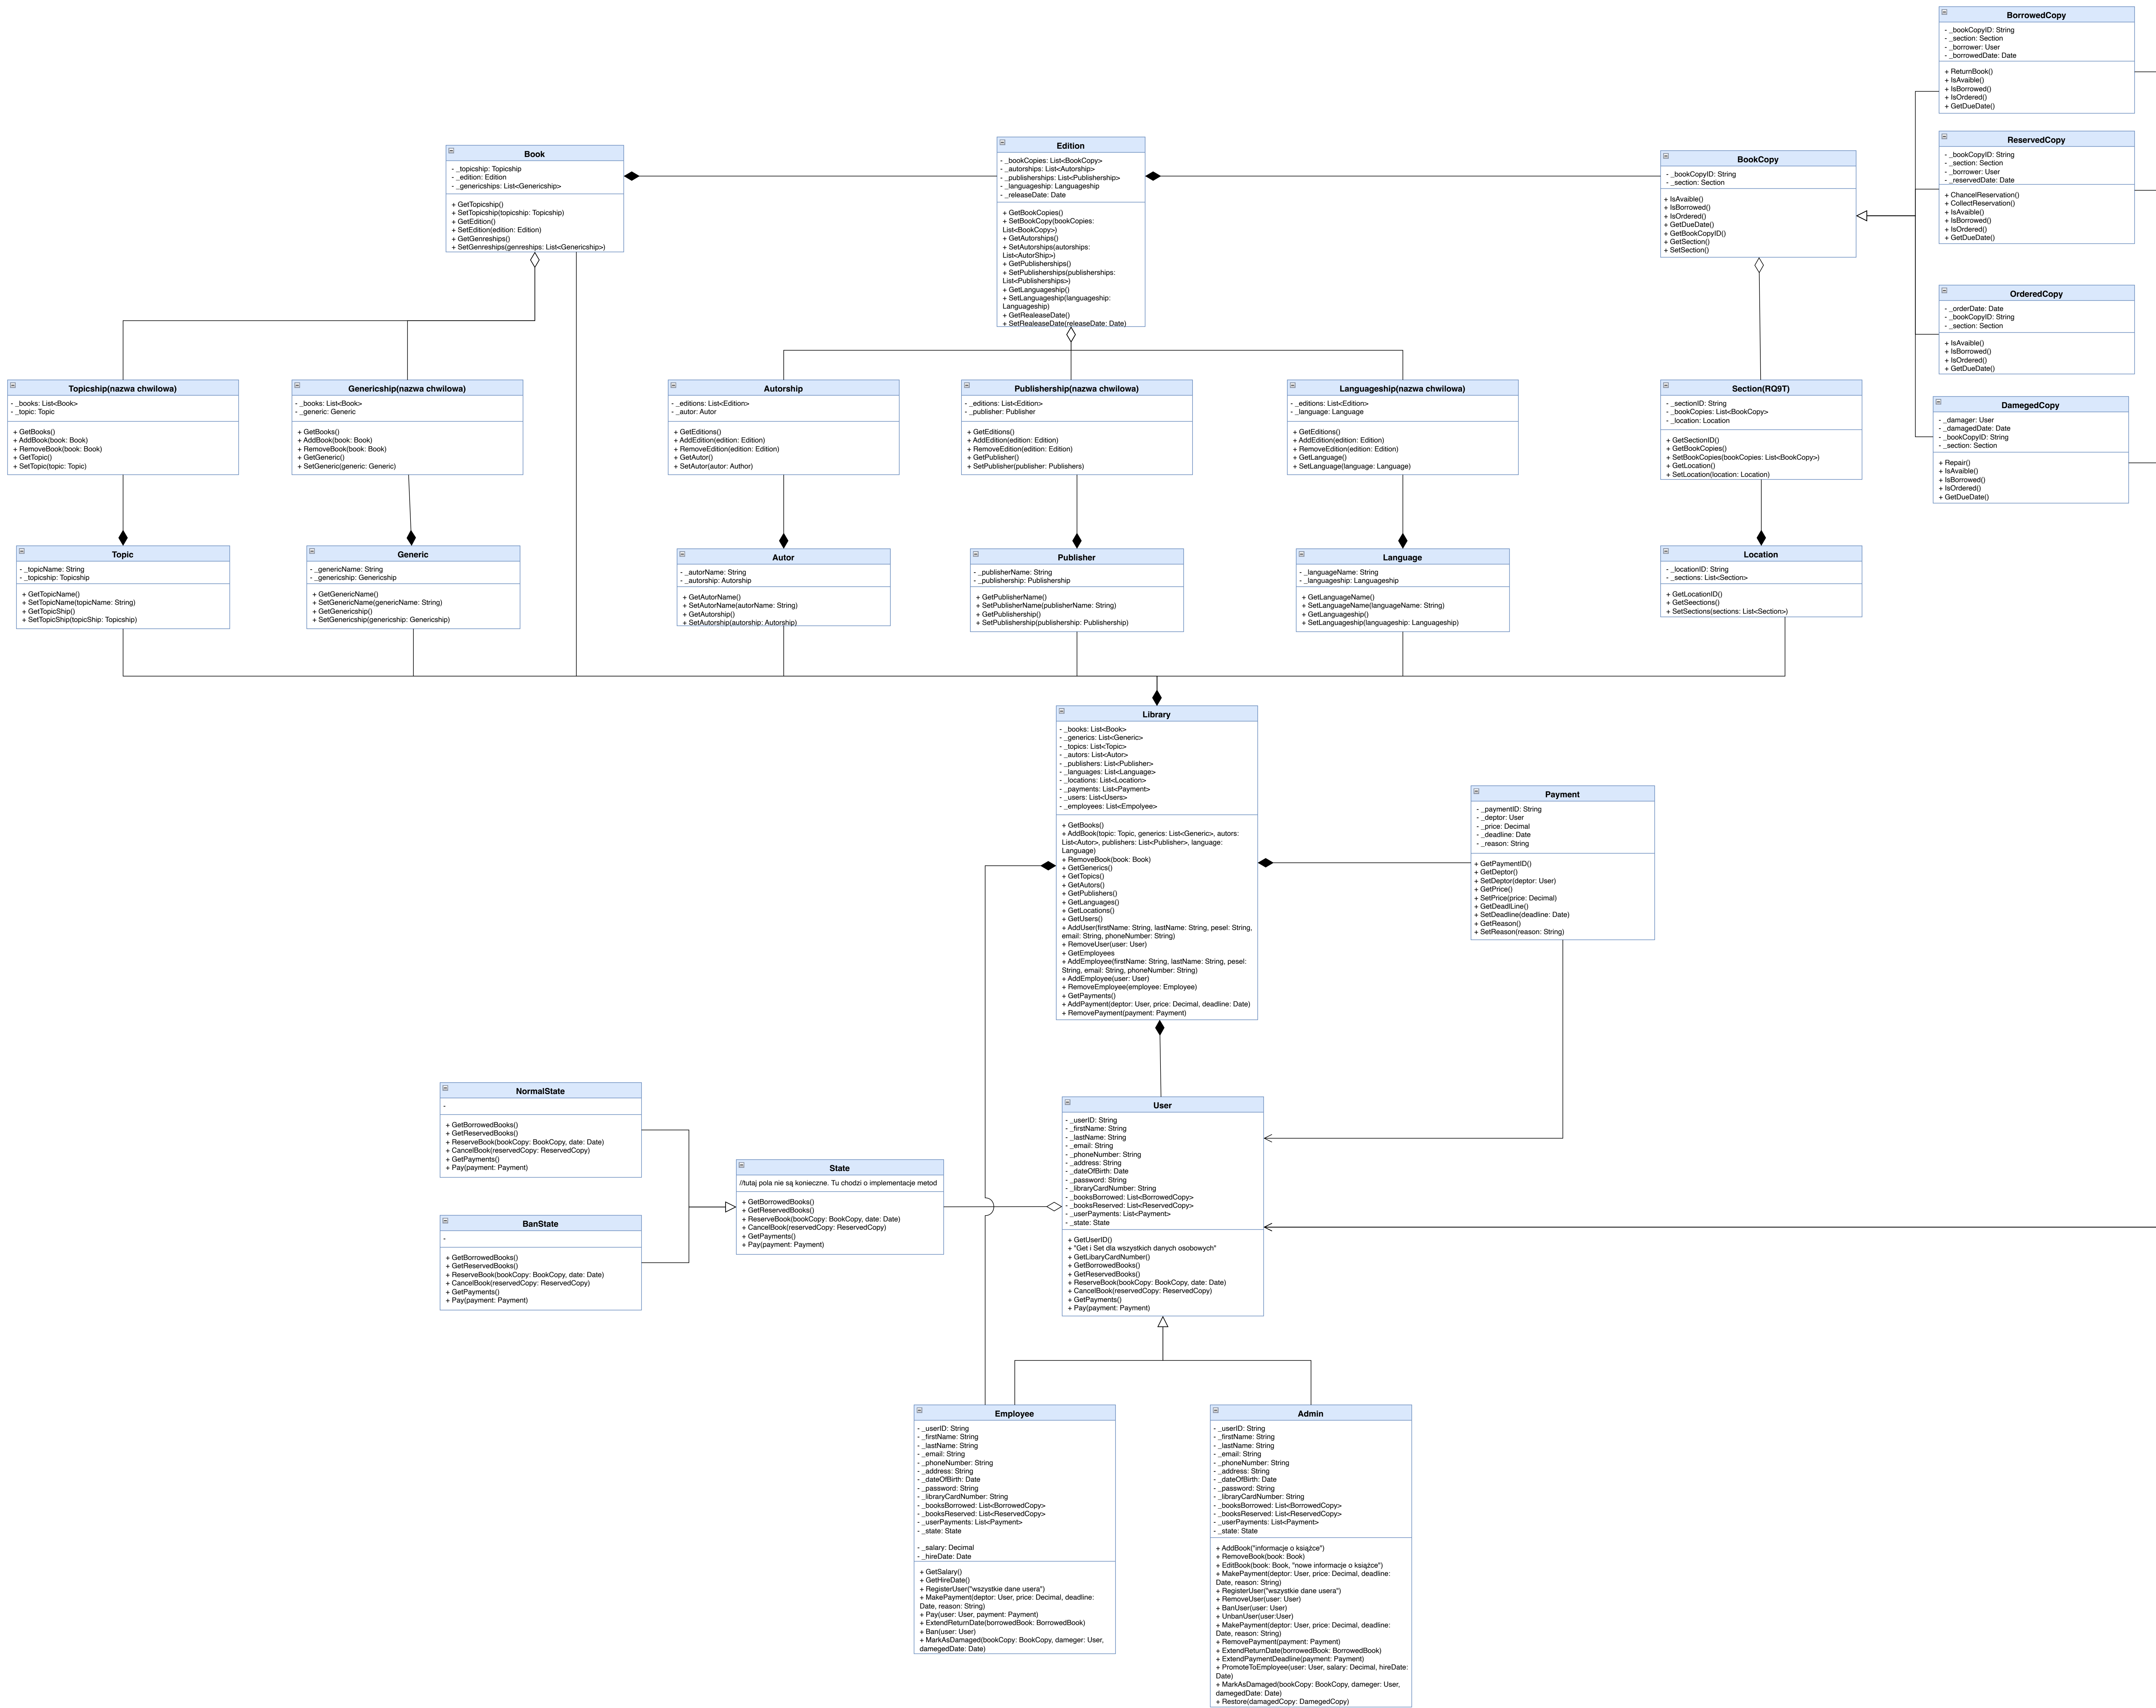 BorrowedCopy
- _bookCopyID: String
- _section: Section
- _borrower: User
- _borrowedDate: Date
+ ReturnBook()
+ IsAvaible()
+ IsBorrowed()
+ IsOrdered()
+ GetDueDate()
ReservedCopy
- _bookCopyID: String
- _section: Section
- _borrower: User
- _reservedDate: Date
+ ChancelReservation()
+ CollectReservation()
+ IsAvaible()
+ IsBorrowed()
+ IsOrdered()
+ GetDueDate()
Book
- _topicship: Topicship
- _edition: Edition
- _genericships: List<Genericship>
+ GetTopicship()
+ SetTopicship(topicship: Topicship)
+ GetEdition()
+ SetEdition(edition: Edition)
+ GetGenreships()
+ SetGenreships(genreships: List<Genericship>)
Edition
- _bookCopies: List<BookCopy>
- _autorships: List<Autorship>
- _publisherships: List<Publishership>
- _languageship: Languageship
- _releaseDate: Date
+ GetBookCopies()
+ SetBookCopy(bookCopies:
List<BookCopy>)
+ GetAutorships()
+ SetAutorships(autorships:
List<AutorShip>)
+ GetPublisherships()
+ SetPublisherships(publisherships:
List<Publisherships>)
+ GetLanguageship()
+ SetLanguageship(languageship:
Languageship)
+ GetRealeaseDate()
+ SetRealeaseDate(releaseDate: Date)
BookCopy
- _bookCopyID: String
- _section: Section
+ IsAvaible()
+ IsBorrowed()
+ IsOrdered()
+ GetDueDate()
+ GetBookCopyID()
+ GetSection()
+ SetSection()
OrderedCopy
- _orderDate: Date
- _bookCopyID: String
- _section: Section
+ IsAvaible()
+ IsBorrowed()
+ IsOrdered()
+ GetDueDate()
Topicship(nazwa chwilowa)
- _books: List<Book>
- _topic: Topic
+ GetBooks()
+ AddBook(book: Book)
+ RemoveBook(book: Book)
+ GetTopic()
+ SetTopic(topic: Topic)
Genericship(nazwa chwilowa)
- _books: List<Book>
- _generic: Generic
+ GetBooks()
+ AddBook(book: Book)
+ RemoveBook(book: Book)
+ GetGeneric()
+ SetGeneric(generic: Generic)
Autorship
- _editions: List<Edition>
- _autor: Autor
+ GetEditions()
+ AddEdition(edition: Edition)
+ RemoveEdition(edition: Edition)
+ GetAutor()
+ SetAutor(autor: Author)
Publishership(nazwa chwilowa)
- _editions: List<Edition>
- _publisher: Publisher
+ GetEditions()
+ AddEdition(edition: Edition)
+ RemoveEdition(edition: Edition)
+ GetPublisher()
+ SetPublisher(publisher: Publishers)
Languageship(nazwa chwilowa)
- _editions: List<Edition>
- _language: Language
+ GetEditions()
+ AddEdition(edition: Edition)
+ RemoveEdition(edition: Edition)
+ GetLanguage()
+ SetLanguage(language: Language)
Section(RQ9T)
- _sectionID: String
- _bookCopies: List<BookCopy>
- _location: Location
+ GetSectionID()
+ GetBookCopies()
+ SetBookCopies(bookCopies: List<BookCopy>)
+ GetLocation()
+ SetLocation(location: Location)
DamegedCopy
- _damager: User
- _damagedDate: Date
- _bookCopyID: String
- _section: Section
+ Repair()
+ IsAvaible()
+ IsBorrowed()
+ IsOrdered()
+ GetDueDate()
Topic
- _topicName: String
- _topicship: Topicship
+ GetTopicName()
+ SetTopicName(topicName: String)
+ GetTopicShip()
+ SetTopicShip(topicShip: Topicship)
Generic
- _genericName: String
- _genericship: Genericship
+ GetGenericName()
+ SetGenericName(genericName: String)
+ GetGenericship()
+ SetGenericship(genericship: Genericship)
Autor
- _autorName: String
- _autorship: Autorship
+ GetAutorName()
+ SetAutorName(autorName: String)
+ GetAutorship()
+ SetAutorship(autorship: Autorship)
Publisher
- _publisherName: String
- _publishership: Publishership
+ GetPublisherName()
+ SetPublisherName(publisherName: String)
+ GetPublishership()
+ SetPublishership(publishership: Publishership)
Language
- _languageName: String
- _languageship: Languageship
+ GetLanguageName()
+ SetLanguageName(languageName: String)
+ GetLanguageship()
+ SetLanguageship(languageship: Languageship)
Location
- _locationID: String
- _sections: List<Section>
+ GetLocationID()
+ GetSeections()
+ SetSections(sections: List<Section>)
Library
- _books: List<Book>
- _generics: List<Generic>
- _topics: List<Topic>
- _autors: List<Autor>
- _publishers: List<Publisher>
- _languages: List<Language>
- _locations: List<Location>
- _payments: List<Payment>
- _users: List<Users>
- _employees: List<Empolyee>
+ GetBooks()
+ AddBook(topic: Topic, generics: List<Generic>, autors:
List<Autor>, publishers: List<Publisher>, language:
Language)
+ RemoveBook(book: Book)
+ GetGenerics()
+ GetTopics()
+ GetAutors()
+ GetPublishers()
+ GetLanguages()
+ GetLocations()
+ GetUsers()
+ AddUser(firstName: String, lastName: String, pesel: String,
email: String, phoneNumber: String)
+ RemoveUser(user: User)
+ GetEmployees
+ AddEmployee(firstName: String, lastName: String, pesel:
String, email: String, phoneNumber: String)
+ AddEmployee(user: User)
+ RemoveEmployee(employee: Employee)
+ GetPayments()
+ AddPayment(deptor: User, price: Decimal, deadline: Date)
+ RemovePayment(payment: Payment)
Payment
- _paymentID: String
- _deptor: User
- _price: Decimal
- _deadline: Date
- _reason: String
+ GetPaymentID()
+ GetDeptor()
+ SetDeptor(deptor: User)
+ GetPrice()
+ SetPrice(price: Decimal)
+ GetDeadlLine()
+ SetDeadline(deadline: Date)
+ GetReason()
+ SetReason(reason: String)
NormalState
-
+ GetBorrowedBooks()
+ GetReservedBooks()
+ ReserveBook(bookCopy: BookCopy, date: Date)
+ CancelBook(reservedCopy: ReservedCopy)
+ GetPayments()
+ Pay(payment: Payment)
State
//tutaj pola nie są konieczne. Tu chodzi o implementacje metod
+ GetBorrowedBooks()
+ GetReservedBooks()
+ ReserveBook(bookCopy: BookCopy, date: Date)
+ CancelBook(reservedCopy: ReservedCopy)
+ GetPayments()
+ Pay(payment: Payment)
BanState
-
+ GetBorrowedBooks()
+ GetReservedBooks()
+ ReserveBook(bookCopy: BookCopy, date: Date)
+ CancelBook(reservedCopy: ReservedCopy)
+ GetPayments()
+ Pay(payment: Payment)
User
- _userID: String
- _firstName: String
- _lastName: String
- _email: String
- _phoneNumber: String
- _address: String
- _dateOfBirth: Date
- _password: String
- _libraryCardNumber: String
- _booksBorrowed: List<BorrowedCopy>
- _booksReserved: List<ReservedCopy>
- _userPayments: List<Payment>
- _state: State
+ GetUserID()
+ "Get i Set dla wszystkich danych osobowych"
+ GetLibaryCardNumber()
+ GetBorrowedBooks()
+ GetReservedBooks()
+ ReserveBook(bookCopy: BookCopy, date: Date)
+ CancelBook(reservedCopy: ReservedCopy)
+ GetPayments()
+ Pay(payment: Payment)
Employee
- _userID: String
- _firstName: String
- _lastName: String
- _email: String
- _phoneNumber: String
- _address: String
- _dateOfBirth: Date
- _password: String
- _libraryCardNumber: String
- _booksBorrowed: List<BorrowedCopy>
- _booksReserved: List<ReservedCopy>
- _userPayments: List<Payment>
- _state: State
- _salary: Decimal
- _hireDate: Date
+ GetSalary()
+ GetHireDate()
+ RegisterUser("wszystkie dane usera")
+ MakePayment(deptor: User, price: Decimal, deadline:
Date, reason: String)
+ Pay(user: User, payment: Payment)
+ ExtendReturnDate(borrowedBook: BorrowedBook)
+ Ban(user: User)
+ MarkAsDamaged(bookCopy: BookCopy, dameger: User,
damegedDate: Date)
Admin
- _userID: String
- _firstName: String
- _lastName: String
- _email: String
- _phoneNumber: String
- _address: String
- _dateOfBirth: Date
- _password: String
- _libraryCardNumber: String
- _booksBorrowed: List<BorrowedCopy>
- _booksReserved: List<ReservedCopy>
- _userPayments: List<Payment>
- _state: State
+ AddBook("informacje o książce")
+ RemoveBook(book: Book)
+ EditBook(book: Book, "nowe informacje o książce")
+ MakePayment(deptor: User, price: Decimal, deadline:
Date, reason: String)
+ RegisterUser("wszystkie dane usera")
+ RemoveUser(user: User)
+ BanUser(user: User)
+ UnbanUser(user:User)
+ MakePayment(deptor: User, price: Decimal, deadline:
Date, reason: String)
+ RemovePayment(payment: Payment)
+ ExtendReturnDate(borrowedBook: BorrowedBook)
+ ExtendPaymentDeadline(payment: Payment)
+ PromoteToEmployee(user: User, salary: Decimal, hireDate:
Date)
+ MarkAsDamaged(bookCopy: BookCopy, dameger: User,
damegedDate: Date)
+ Restore(damagedCopy: DamegedCopy)